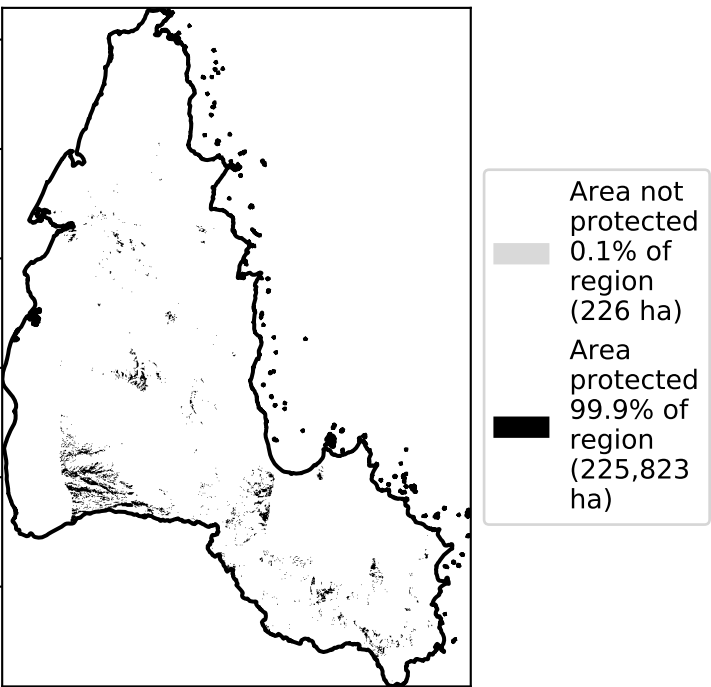 Area not
protected
0.1% of
region
(226 ha)
Area
protected
99.9% of
region
(225,823
ha)